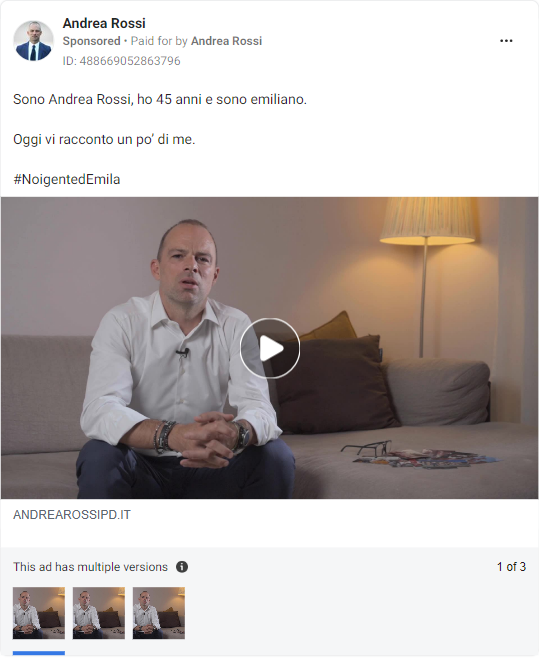 Andrea Rossi
Sponsored • Paid for by Andrea Rossi
ID: 488669052863796
Sono Andrea Rossi, ho 45 anni e sono emiliano.
Oggi vi racconto un po' di me.
#NoigentedEmila
ANDREAROSSIPD.IT
This ad has multiple versions
1 of 3